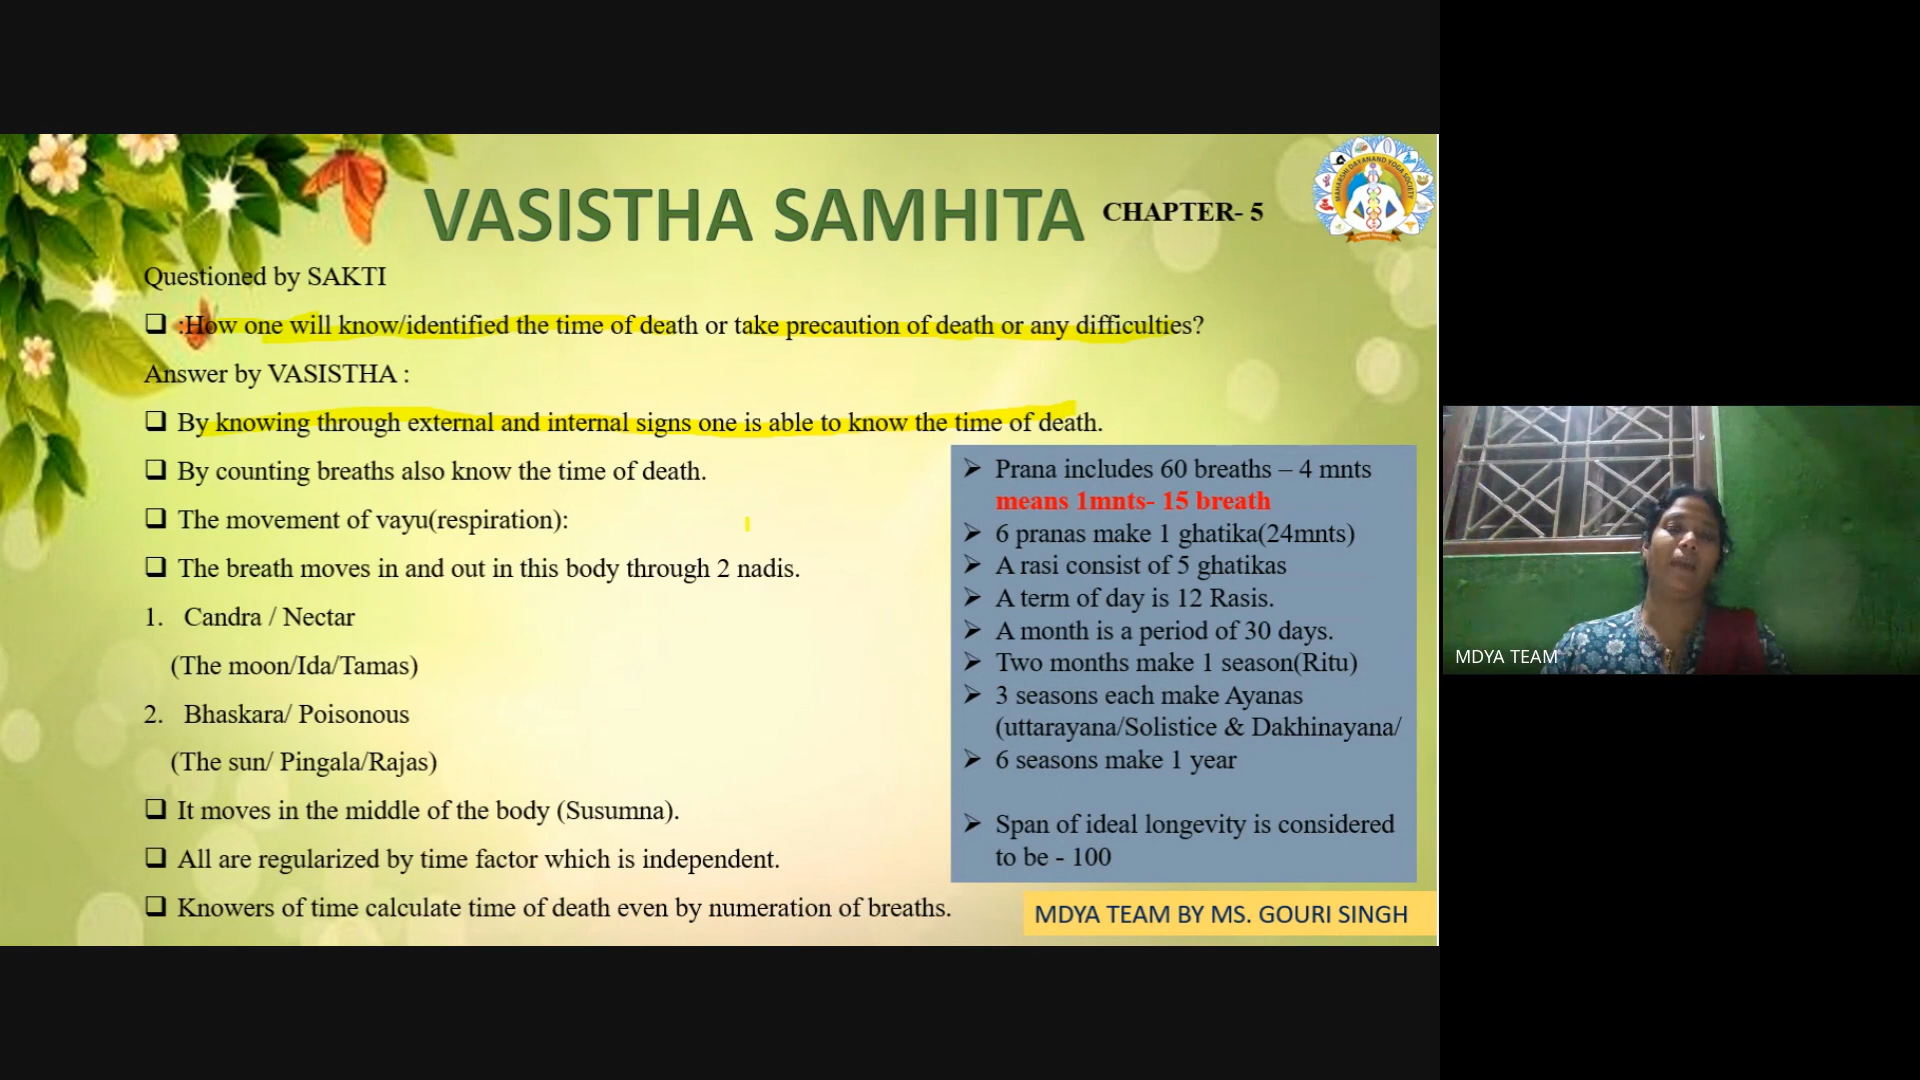 VASISTHA SAMHITA CHAPTER- 5
MAHARSHI DAYANAND YOGA SOCIETY
Questioned by SAKTI
❑ :How one will know/identified the time of death or take precaution of death or any difficulties?
Answer by VASISTHA :
❑ By knowing through external and internal signs one is able to know the time of death.
❑ By counting breaths also know the time of death.
❑ The movement of vayu(respiration):
❑ The breath moves in and out in this body through 2 nadis.
1. Candra / Nectar
(The moon/Ida/Tamas)
2. Bhaskara/ Poisonous
(The sun/ Pingala/Rajas)
❑ It moves in the middle of the body (Susumna).
❑ All are regularized by time factor which is independent.
❑ Knowers of time calculate time of death even by numeration of breaths.
➢ Prana includes 60 breaths – 4 mnts
means 1mnts- 15 breath
➢ 6 pranas make 1 ghatika(24mnts)
➢ A rasi consist of 5 ghatikas
➢ A term of day is 12 Rasis.
➢ A month is a period of 30 days.
➢ Two months make 1 season(Ritu)
➢ 3 seasons each make Ayanas
(uttarayana/Solistice & Dakhinayana/
➢ 6 seasons make 1 year
➢ Span of ideal longevity is considered
to be - 100
MDYA TEAM BY MS. GOURI SINGH
MDYA TEAM